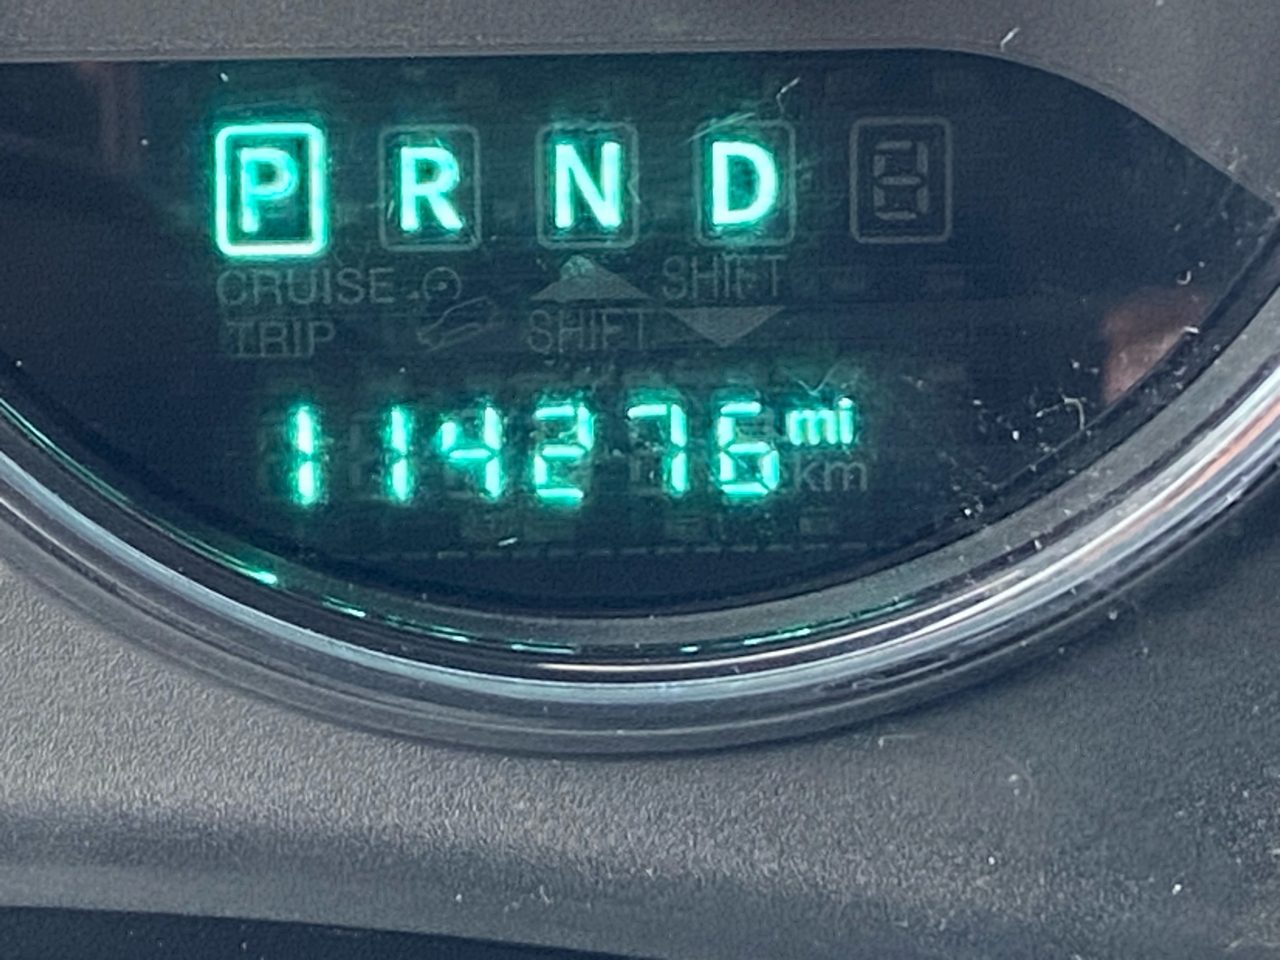 P R N D
CRUISE SHIFT
TRIP SHIFT
114276 mi
km